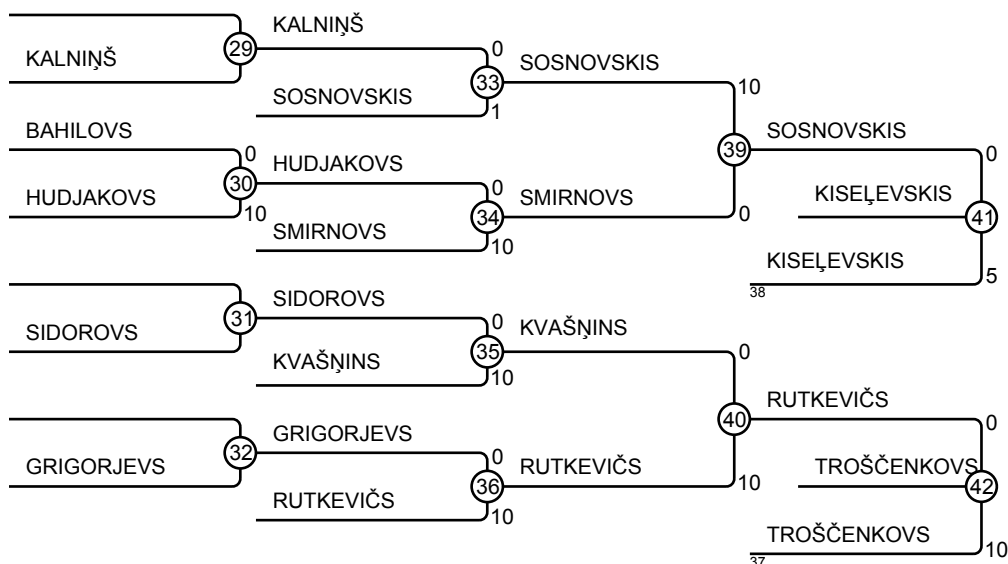 KALNIŅŠ
29
KALNIŅŠ
0
33
SOSNOVSKIS
1
SOSNOVSKIS
10
BAHILOVS
0
30
HUDJAKOVS
10
HUDJAKOVS
0
34
SMIRNOVS
10
SMIRNOVS
0
39
SOSNOVSKIS
0
KISEĻEVSKIS
41
KISEĻEVSKIS
5
38
31
SIDOROVS
SIDOROVS
0
35
KVAŠŅINS
10
KVAŠŅINS
0
32
GRIGORJEVS
GRIGORJEVS
0
36
RUTKEVIČS
10
RUTKEVIČS
10
40
RUTKEVIČS
0
TROŠČENKOVS
42
TROŠČENKOVS
10
37